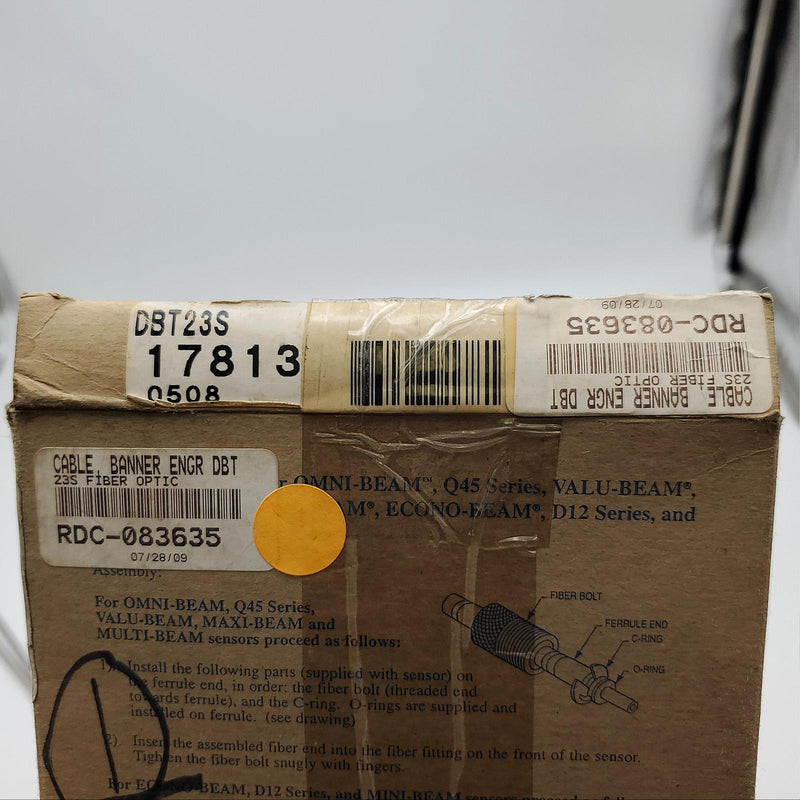 DBT23S
17813
0508
07/28/09
RDC-083635
23S FIBER OPTIC
CABLE, BANNER ENGR DBT
CABLE, BANNER ENGR DBT
23S FIBER OPTIC
RDC-083635
07/28/09
OMNI-BEAM™, Q45 Series, VALU-BEAM®,
®, ECONO-BEAM®, D12 Series, and
Assembly:
For OMNI-BEAM, Q45 Series,
VALU-BEAM, MAXI-BEAM and
MULTI-BEAM sensors proceed as follows:
1). Install the following parts (supplied with sensor) on
the ferrule end, in order: the fiber bolt (threaded end
towards ferrule), and the C-ring. O-rings are supplied and
installed on ferrule. (see drawing)
2). Insert the assembled fiber end into the fiber fitting on the front of the sensor.
Tighten the fiber bolt snugly with fingers.
For ECONO-BEAM, D12 Series, and MINI-BEAM sensors proceed as follows:
FIBER BOLT
FERRULE END
C-RING
O-RING